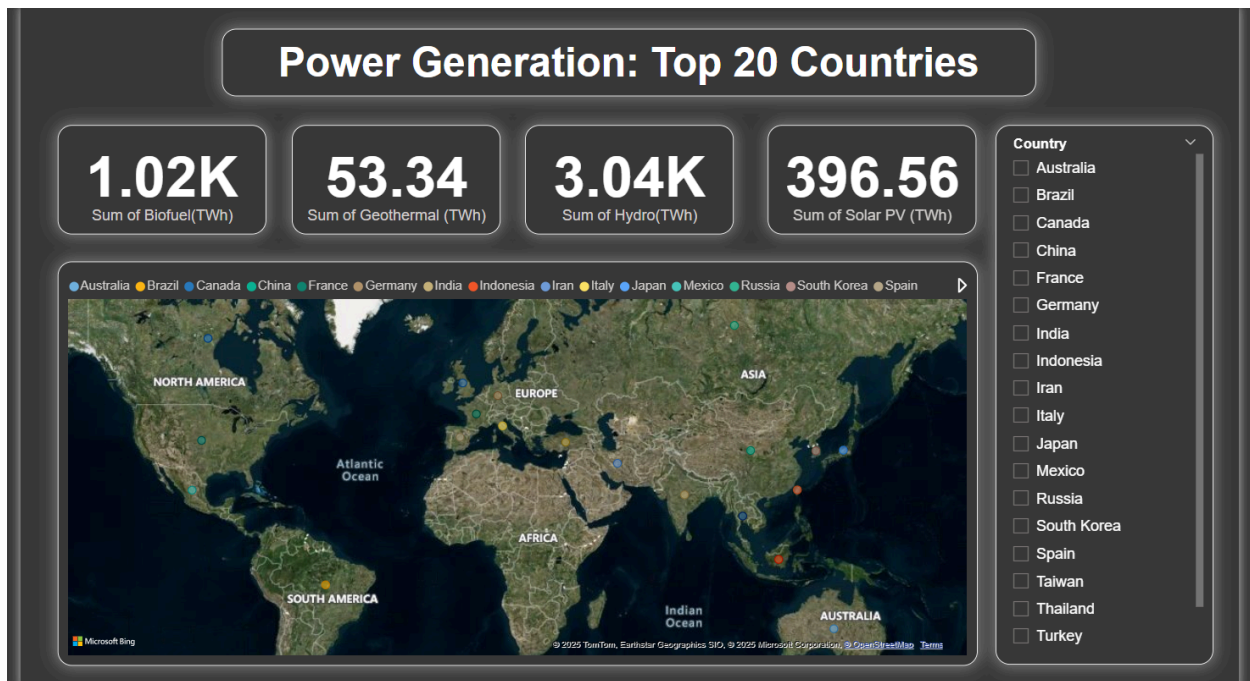 Power Generation: Top 20 Countries
1.02K
Sum of Biofuel(TWh)
53.34
Sum of Geothermal (TWh)
3.04K
Sum of Hydro(TWh)
396.56
Sum of Solar PV (TWh)
Country
Australia
Brazil
Canada
China
France
Germany
India
Indonesia
Iran
Italy
Japan
Mexico
Russia
South Korea
Spain
Taiwan
Thailand
Turkey
Australia Brazil Canada China France Germany India Indonesia Iran Italy Japan Mexico Russia South Korea Spain
NORTH AMERICA
EUROPE
ASIA
Atlantic
Ocean
AFRICA
SOUTH AMERICA
Indian
Ocean
AUSTRALIA
Microsoft Bing
© 2025 TomTom, Earthstar Geographics SIO, © 2025 Microsoft Corporation, © OpenStreetMap Terms